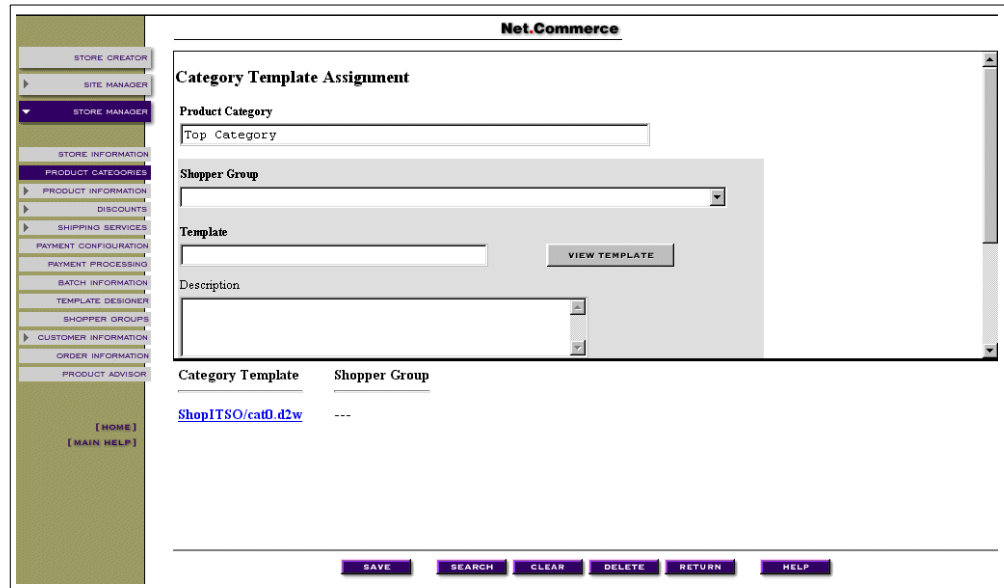 Net.Commerce
STORE CREATOR
SITE MANAGER
STORE MANAGER
STORE INFORMATION
PRODUCT CATEGORIES
PRODUCT INFORMATION
DISCOUNTS
SHIPPING SERVICES
PAYMENT CONFIGURATION
PAYMENT PROCESSING
BATCH INFORMATION
TEMPLATE DESIGNER
SHOPPER GROUPS
CUSTOMER INFORMATION
ORDER INFORMATION
PRODUCT ADVISOR
[HOME]
[MAIN HELP]
Category Template Assignment
Product Category
Top Category
Shopper Group
Template
VIEW TEMPLATE
Description
Category Template Shopper Group
ShopITSO/cat0.d2w ---
SAVE SEARCH CLEAR DELETE RETURN HELP